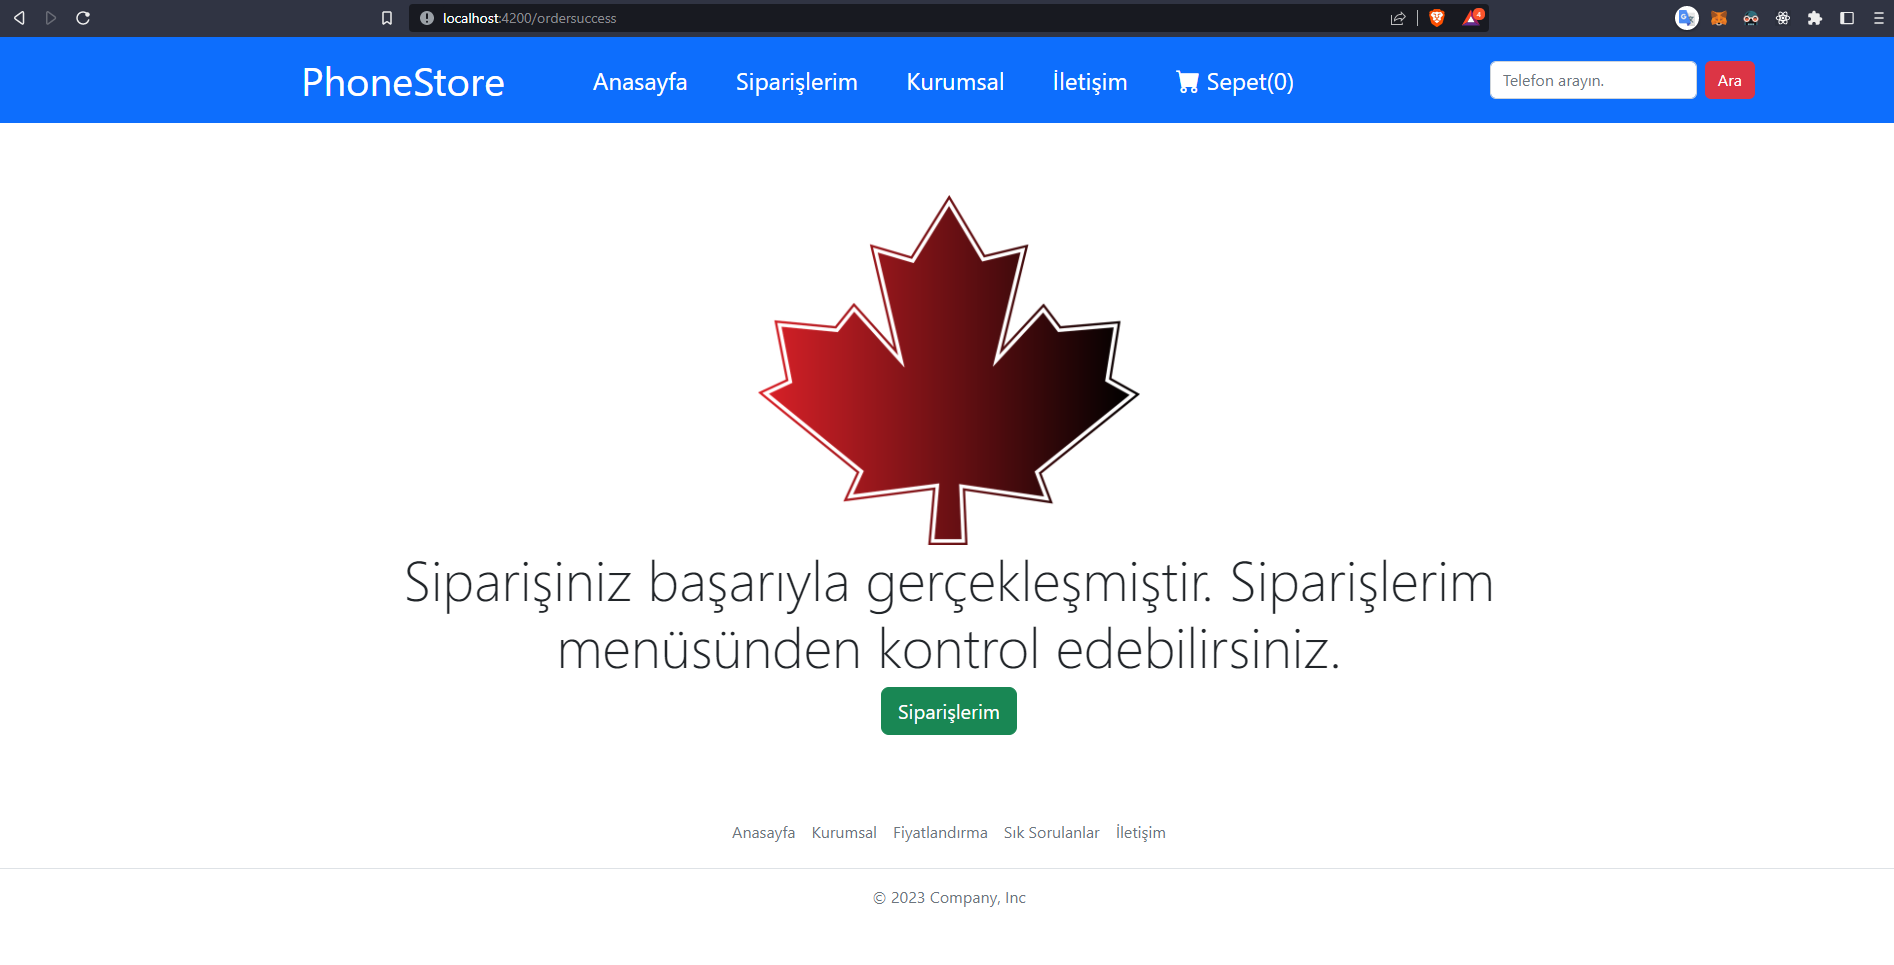 localhost:4200/ordersuccess
4
PhoneStore
Anasayfa
Siparişlerim
Kurumsal
İletişim
Sepet(0)
Telefon arayın.
Ara
Siparişiniz başarıyla gerçekleşmiştir. Siparişlerim
menüsünden kontrol edebilirsiniz.
Siparişlerim
Anasayfa Kurumsal Fiyatlandırma Sık Sorulanlar İletişim
© 2023 Company, Inc